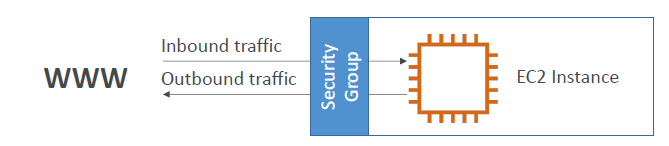 WWW
Inbound traffic
Outbound traffic
Security
Group
EC2 Instance